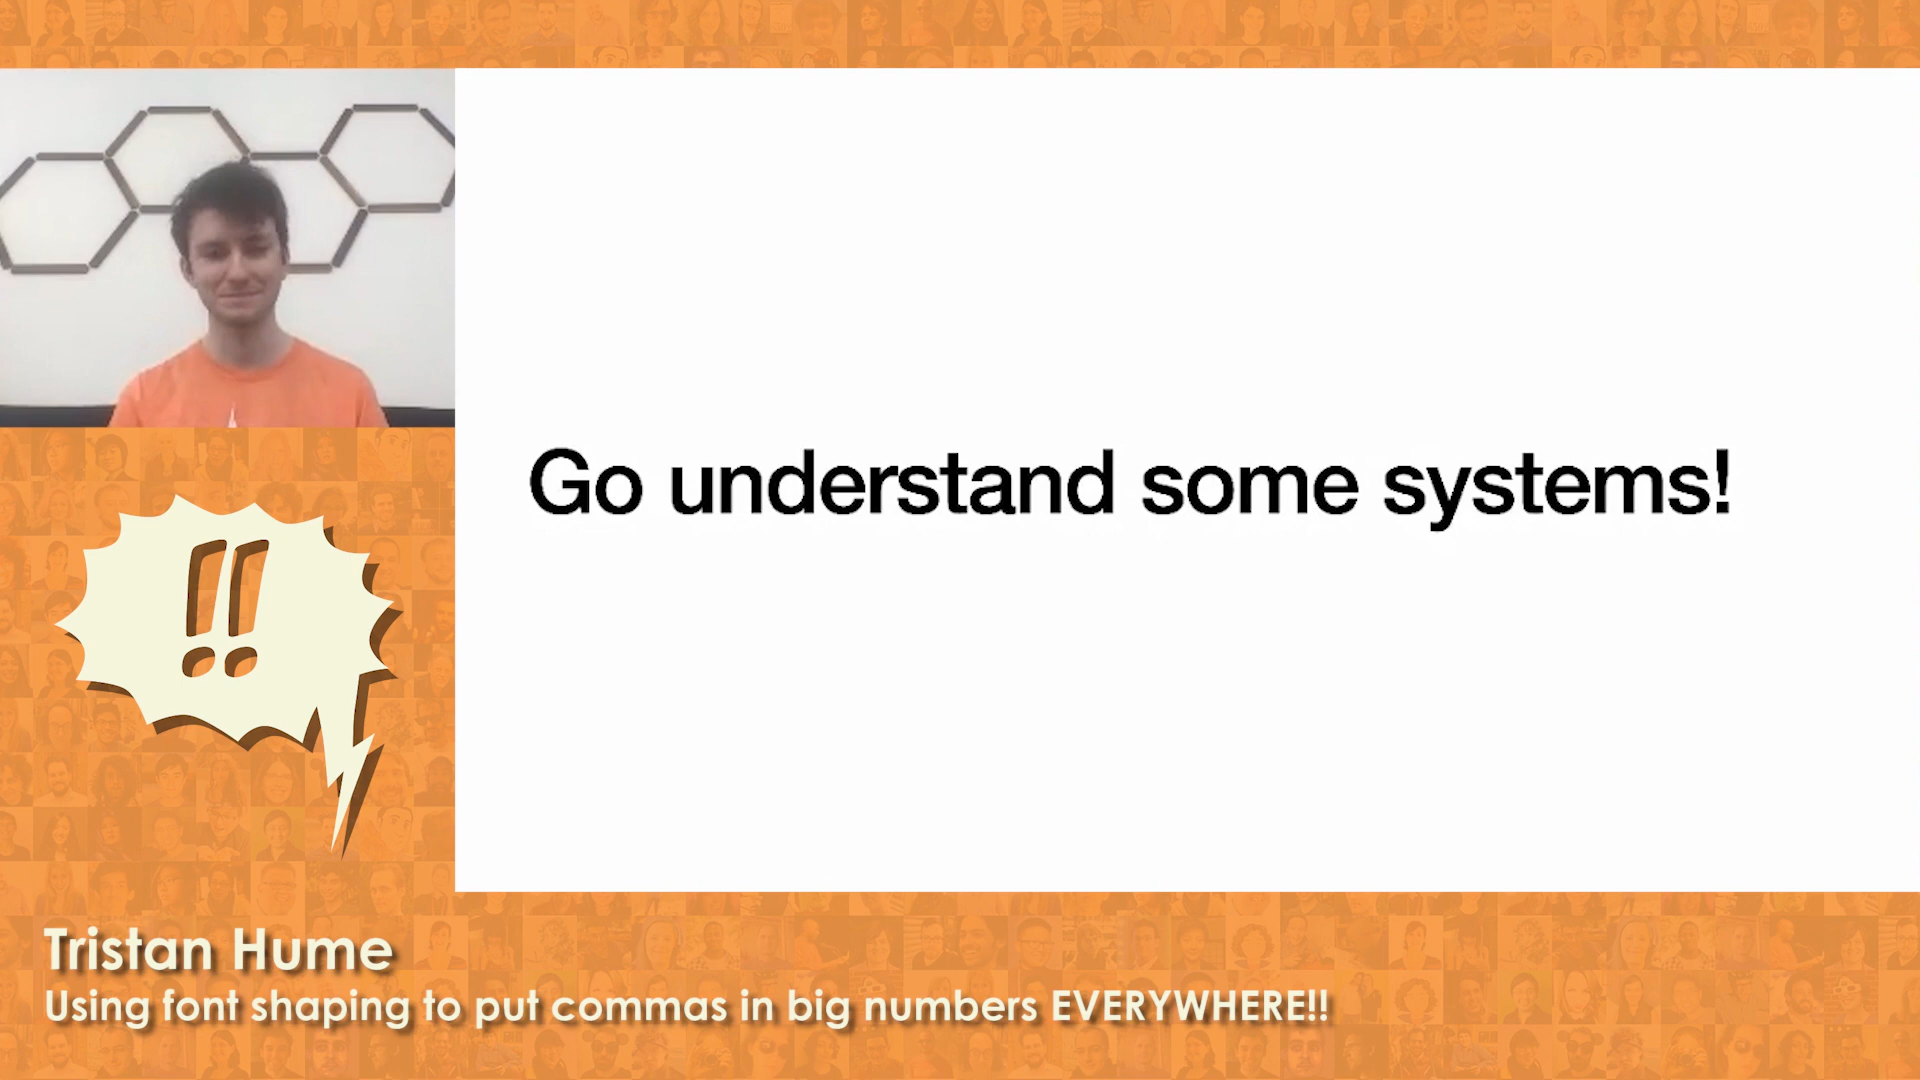 Go understand some systems!
!!
Tristan Hume
Using font shaping to put commas in big numbers EVERYWHERE!!